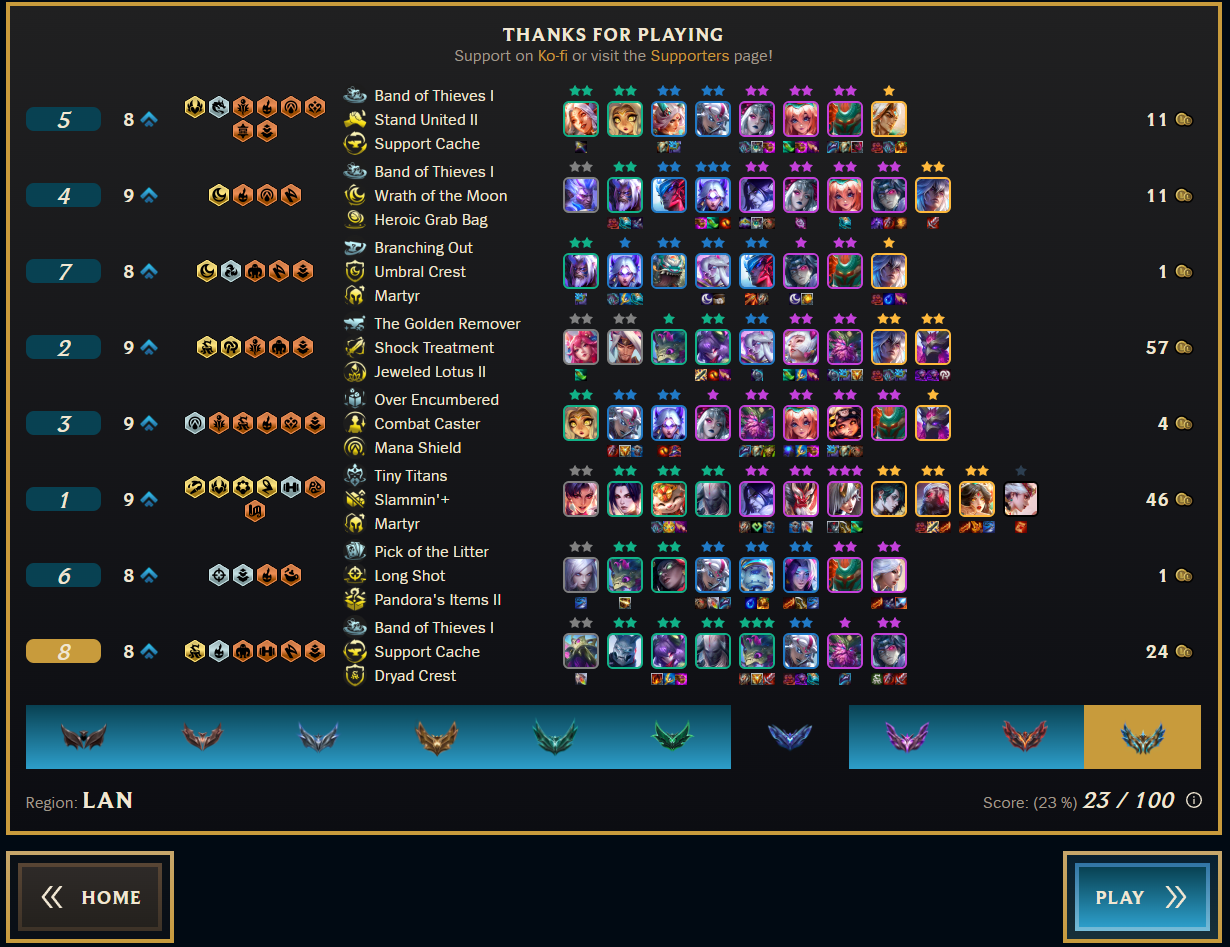 THANKS FOR PLAYING
Support on Ko-fi or visit the Supporters page!
5 8 Band of Thieves I
Stand United II
Support Cache 11
4 9 Band of Thieves I
Wrath of the Moon
Heroic Grab Bag 11
7 8 Branching Out
Umbral Crest
Martyr 1
2 9 The Golden Remover
Shock Treatment
Jeweled Lotus II 57
3 9 Over Encumbered
Combat Caster
Mana Shield 4
1 9 Tiny Titans
Slammin'+
Martyr 46
6 8 Pick of the Litter
Long Shot
Pandora's Items II 1
8 8 Band of Thieves I
Support Cache
Dryad Crest 24
Region: LAN Score: (23 %) 23 / 100
HOME PLAY